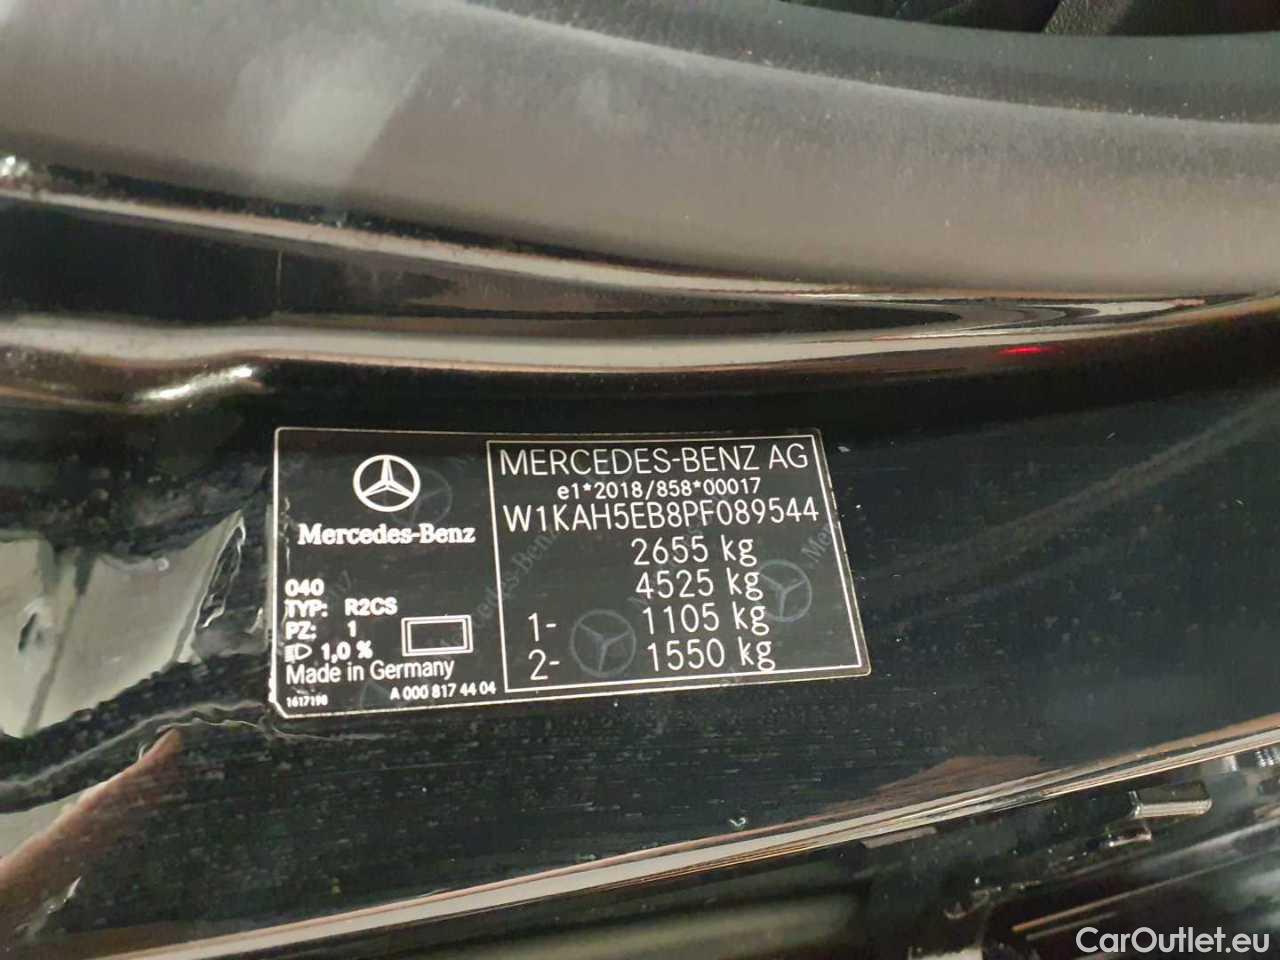 Mercedes-Benz
040
TYP: R2CS
PZ: 1
1,0 %
Made in Germany
1617198
A 000 817 44 04
MERCEDES-BENZ AG
e1*2018/858*00017
W1KAH5EB8PF089544
2655 kg
4525 kg
1- 1105 kg
2- 1550 kg
CarOutlet.eu